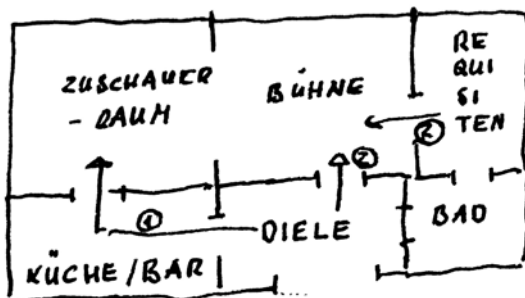 ZUSCHAUER
- RAUM
BÜHNE
RE
QUI
SI
TEN
②
②
①
DIELE
BAD
KÜCHE/BAR